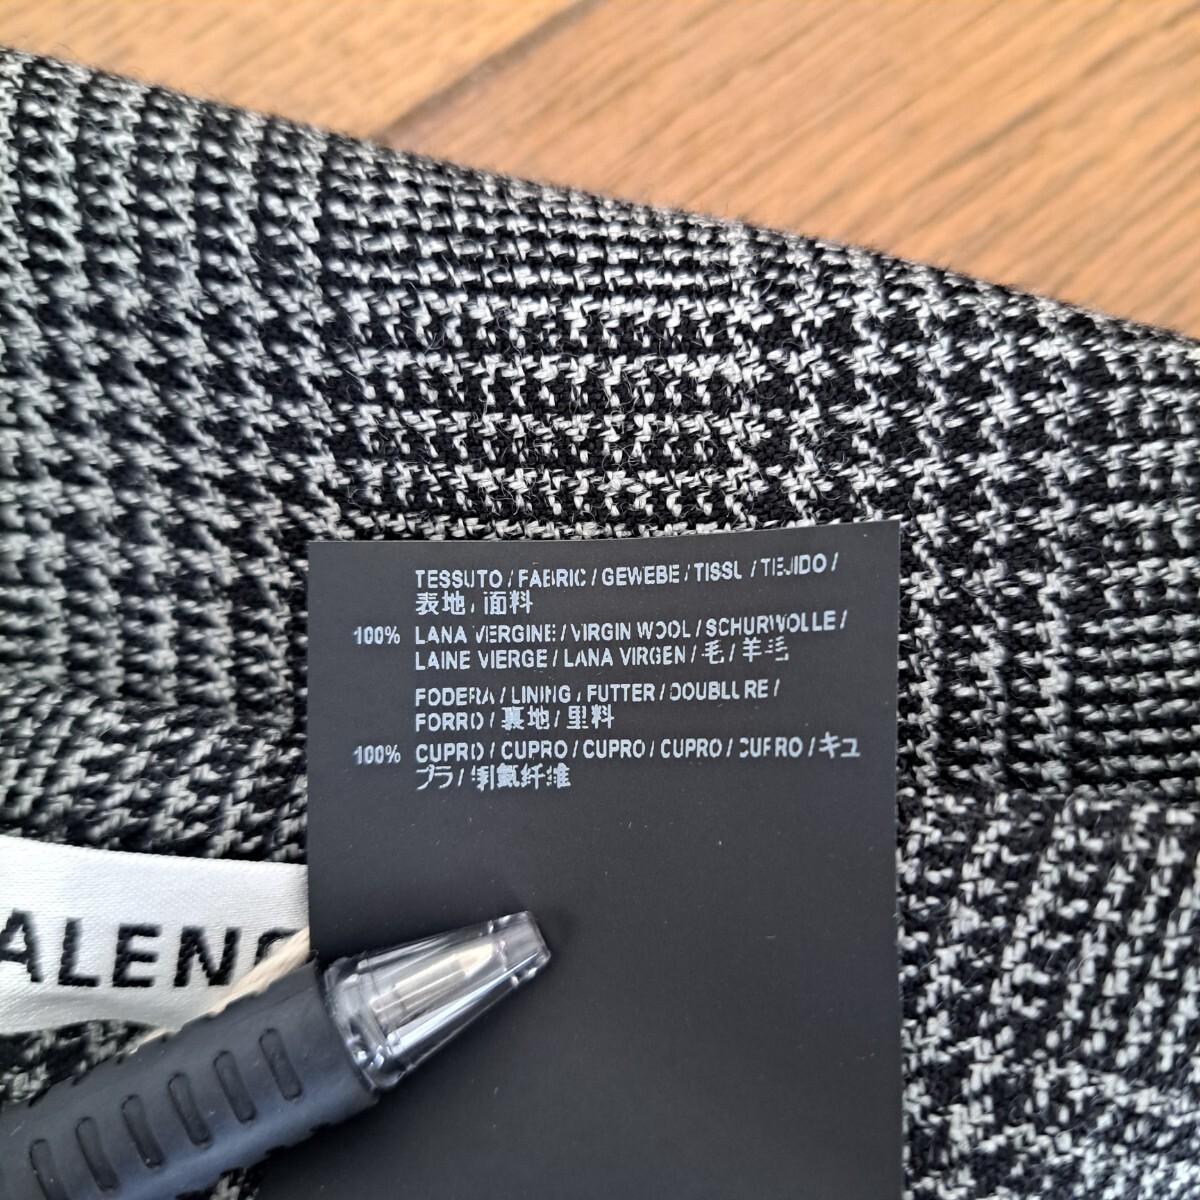 TESSUTO / FABRIC / GEWEBE / TISSU / TEJIDO /
表地 / 面料
100% LANA VERGINE / VIRGIN WOOL / SCHURWOLLE /
LAINE VIERGE / LANA VIRGEN / 毛 / 羊毛
FODERA / LINING / FUTTER / DOUBLURE /
FORRO / 裏地 / 里料
100% CUPRO / CUPRO / CUPRO / CUPRO / CUPRO / キュ
プラ / 铜氨纤维
ALENC